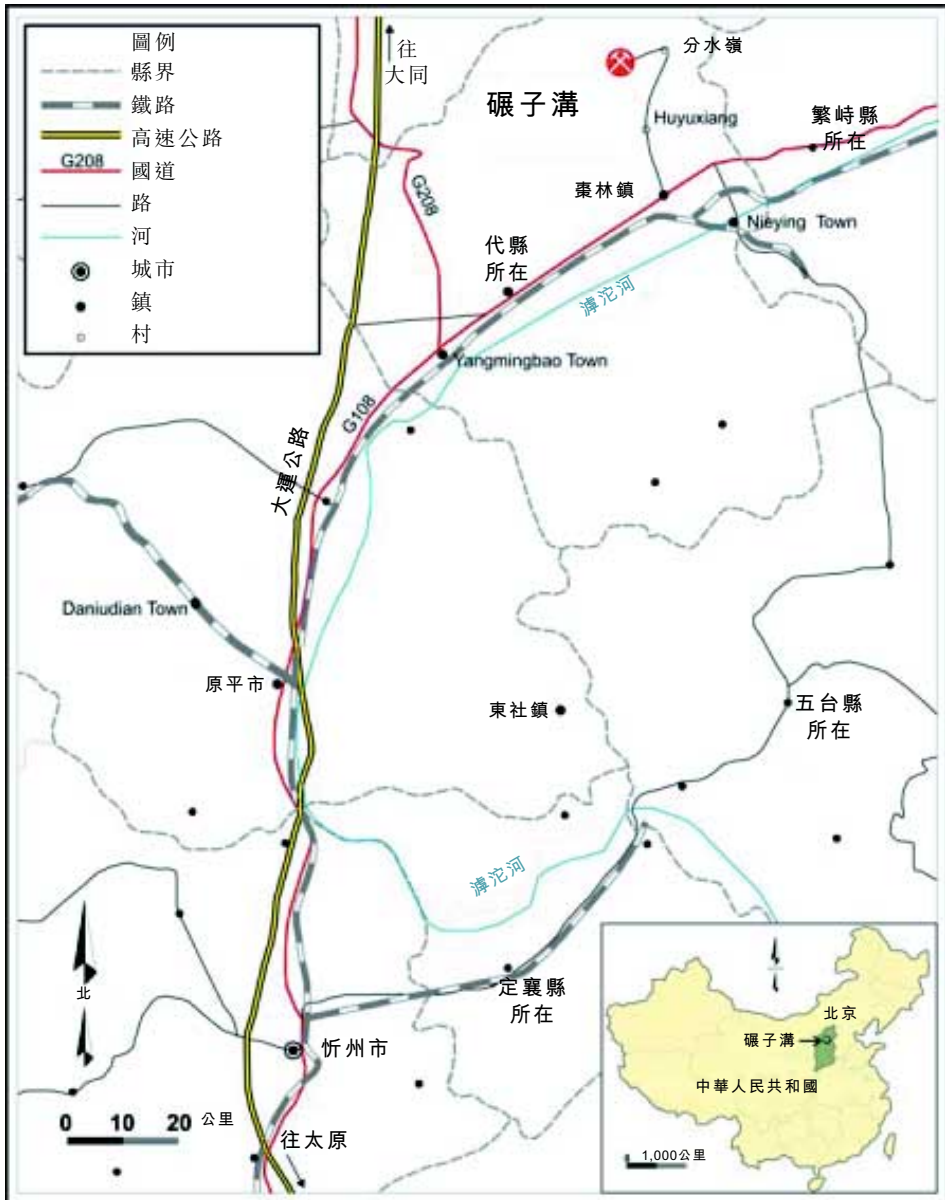 圖例
縣界
鐵路
高速公路
G208
國道
路
河
城市
鎮
村
往
大同
分水嶺
碾子溝
Huyuxiang
繁峙縣
所在
棗林鎮
G208
Nieying Town
代縣
所在
滹沱河
Yangmingbao Town
G108
大運公路
Daniudian Town
原平市
東社鎮
五台縣
所在
滹沱河
定襄縣
所在
北
忻州市
0 10 20 公里
往太原
北京
碾子溝
中華人民共和國
1,000公里